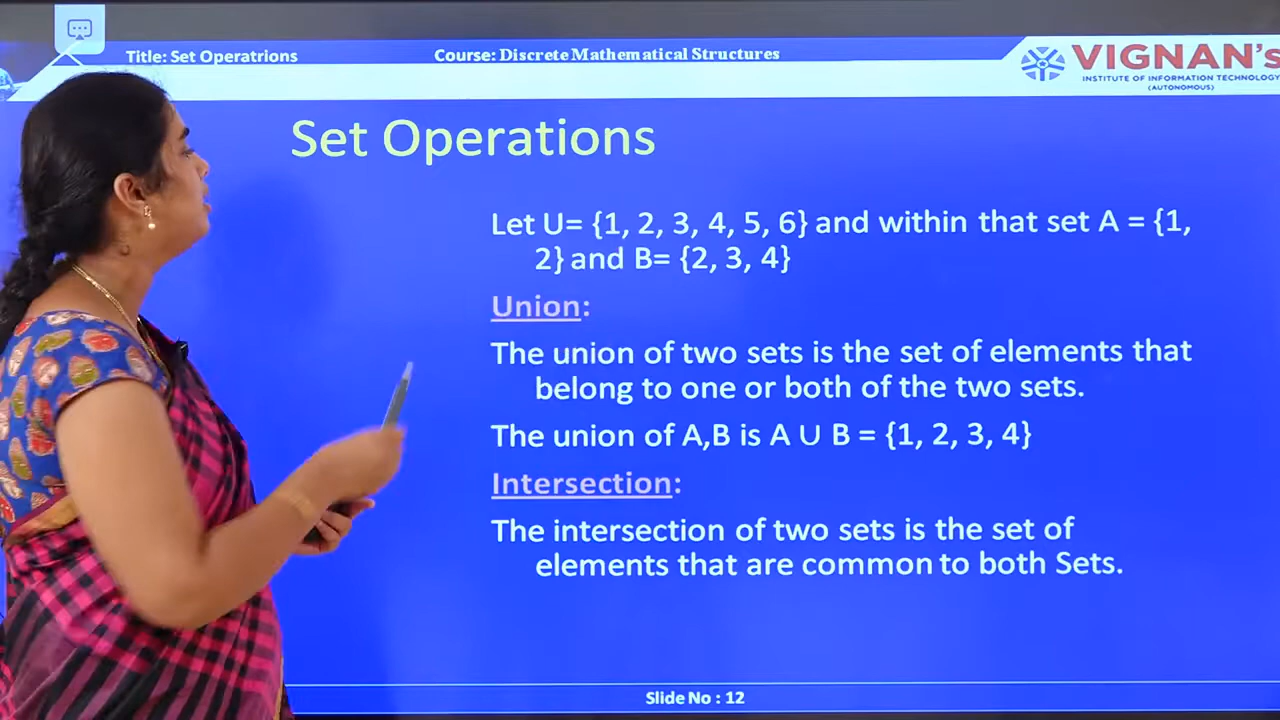 Title: Set Operatrions
Course: Discrete Mathematical Structures
VIGNAN's
INSTITUTE OF INFORMATION TECHNOLOGY
(AUTONOMOUS)
Set Operations
Let U= {1, 2, 3, 4, 5, 6} and within that set A = {1,
2} and B= {2, 3, 4}
Union:
The union of two sets is the set of elements that
belong to one or both of the two sets.
The union of A,B is A ∪ B = {1, 2, 3, 4}
Intersection:
The intersection of two sets is the set of
elements that are common to both Sets.
Slide No : 12